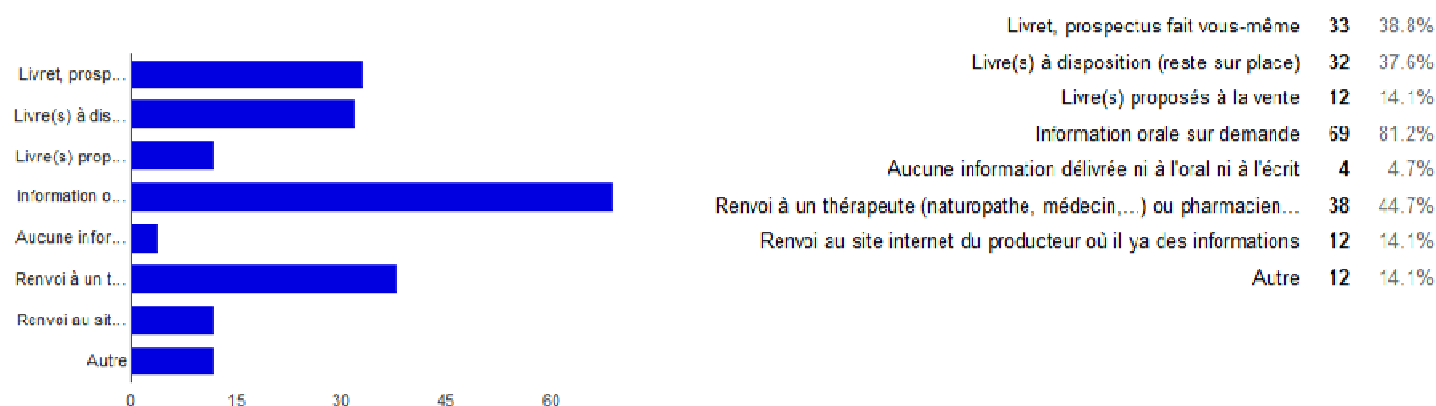 Livret, prosp...
Livre(s) à dis...
Livre(s) prop...
Information o...
Aucune infor...
Renvoi à un t...
Renvoi au sit...
Autre
0 15 30 45 60
Livret, prospectus fait vous-même 33 38.8%
Livre(s) à disposition (reste sur place) 32 37.6%
Livre(s) proposés à la vente 12 14.1%
Information orale sur demande 69 81.2%
Aucune information délivrée ni à l'oral ni à l'écrit 4 4.7%
Renvoi à un thérapeute (naturopathe, médecin,...) ou pharmacien... 38 44.7%
Renvoi au site internet du producteur où il ya des informations 12 14.1%
Autre 12 14.1%